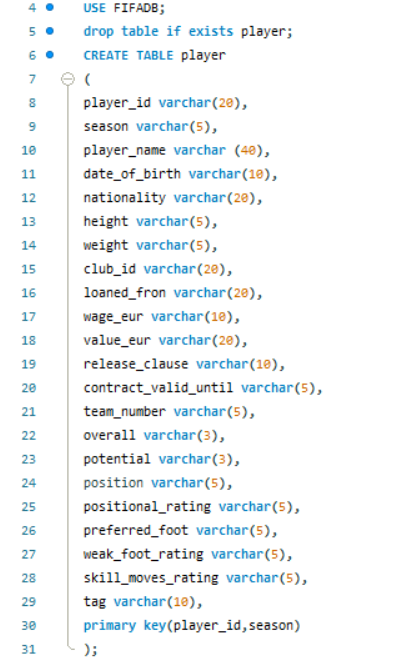 4 USE FIFADB;
5 drop table if exists player;
6 CREATE TABLE player
7 (
8 player_id varchar(20),
9 season varchar(5),
10 player_name varchar (40),
11 date_of_birth varchar(10),
12 nationality varchar(20),
13 height varchar(5),
14 weight varchar(5),
15 club_id varchar(20),
16 loaned_fron varchar(20),
17 wage_eur varchar(10),
18 value_eur varchar(20),
19 release_clause varchar(10),
20 contract_valid_until varchar(5),
21 team_number varchar(5),
22 overall varchar(3),
23 potential varchar(3),
24 position varchar(5),
25 positional_rating varchar(5),
26 preferred_foot varchar(5),
27 weak_foot_rating varchar(5),
28 skill_moves_rating varchar(5),
29 tag varchar(10),
30 primary key(player_id,season)
31 );